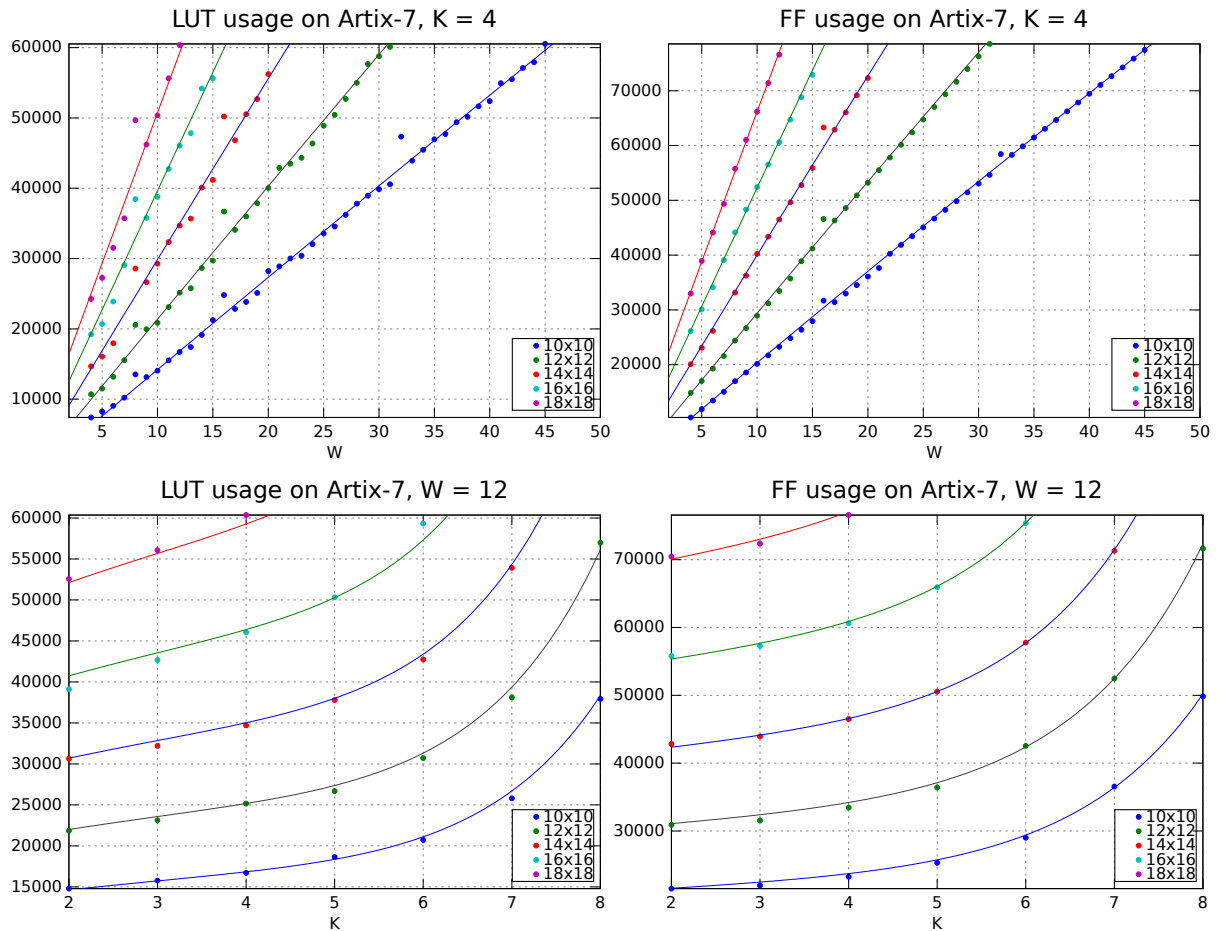 LUT usage on Artix-7, K = 4
60000
50000
40000
30000
20000
10000
5 10 15 20 25 30 35 40 45 50
W
10x10
12x12
14x14
16x16
18x18
FF usage on Artix-7, K = 4
70000
60000
50000
40000
30000
20000
5 10 15 20 25 30 35 40 45 50
W
10x10
12x12
14x14
16x16
18x18
LUT usage on Artix-7, W = 12
60000
55000
50000
45000
40000
35000
30000
25000
20000
15000
2 3 4 5 6 7 8
K
10x10
12x12
14x14
16x16
18x18
FF usage on Artix-7, W = 12
70000
60000
50000
40000
30000
2 3 4 5 6 7 8
K
10x10
12x12
14x14
16x16
18x18